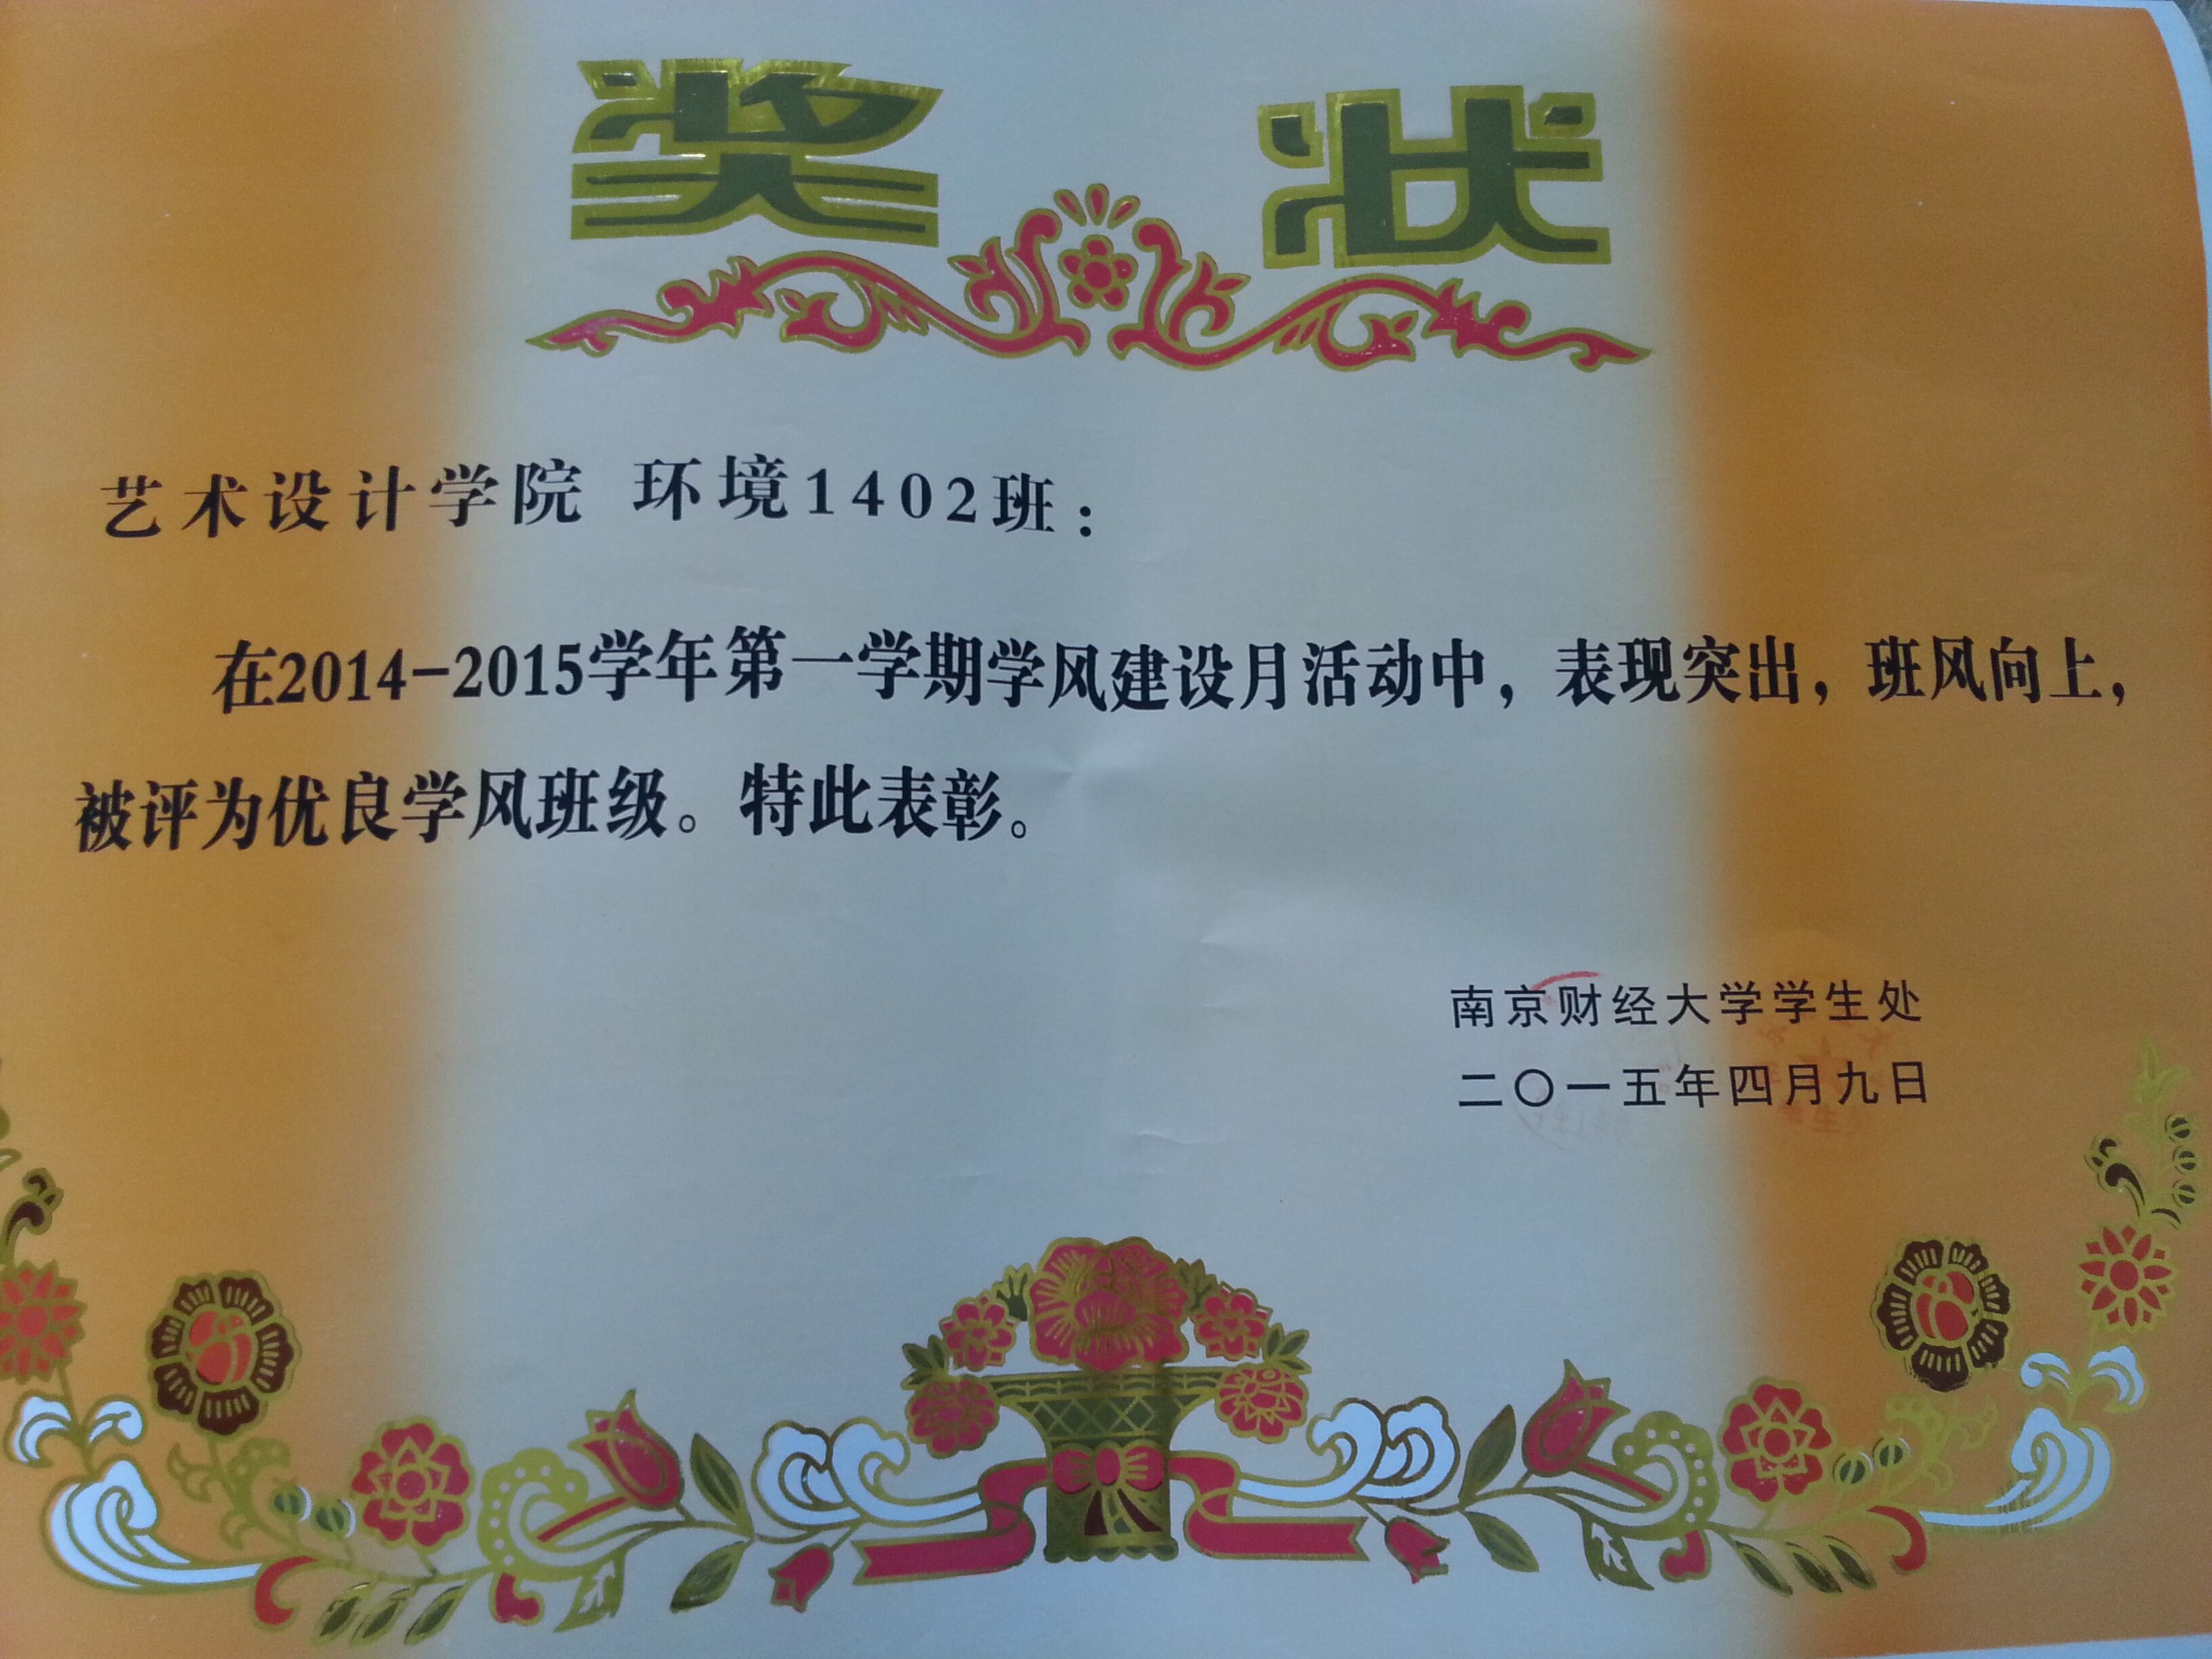 奖状
艺术设计学院 环境1402班：
在2014-2015学年第一学期学风建设月活动中，表现突出，班风向上，
被评为优良学风班级。特此表彰。
南京财经大学学生处
二〇一五年四月九日